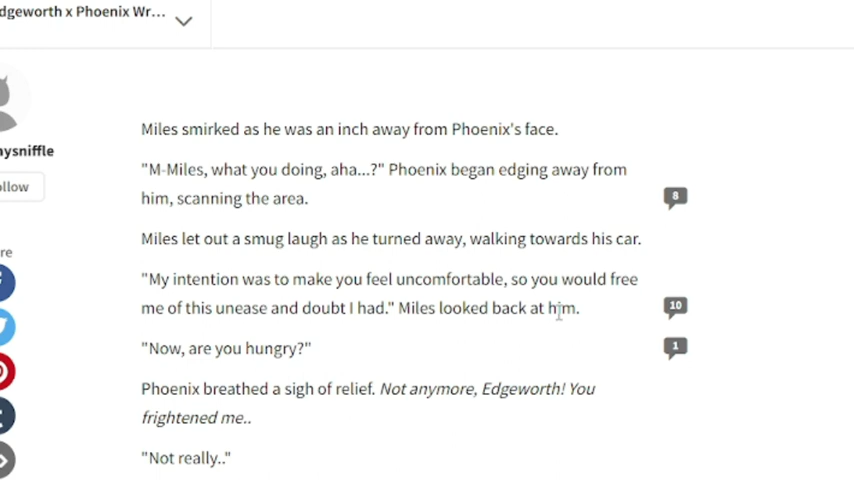 dgeworth x Phoenix Wr...
Miles smirked as he was an inch away from Phoenix's face.
nysniffle
"M-Miles, what you doing, aha...?" Phoenix began edging away from
him, scanning the area.
8
llow
Miles let out a smug laugh as he turned away, walking towards his car.
re
"My intention was to make you feel uncomfortable, so you would free
me of this unease and doubt I had." Miles looked back at him.
10
"Now, are you hungry?"
1
Phoenix breathed a sigh of relief. Not anymore, Edgeworth! You
frightened me..
"Not really.."